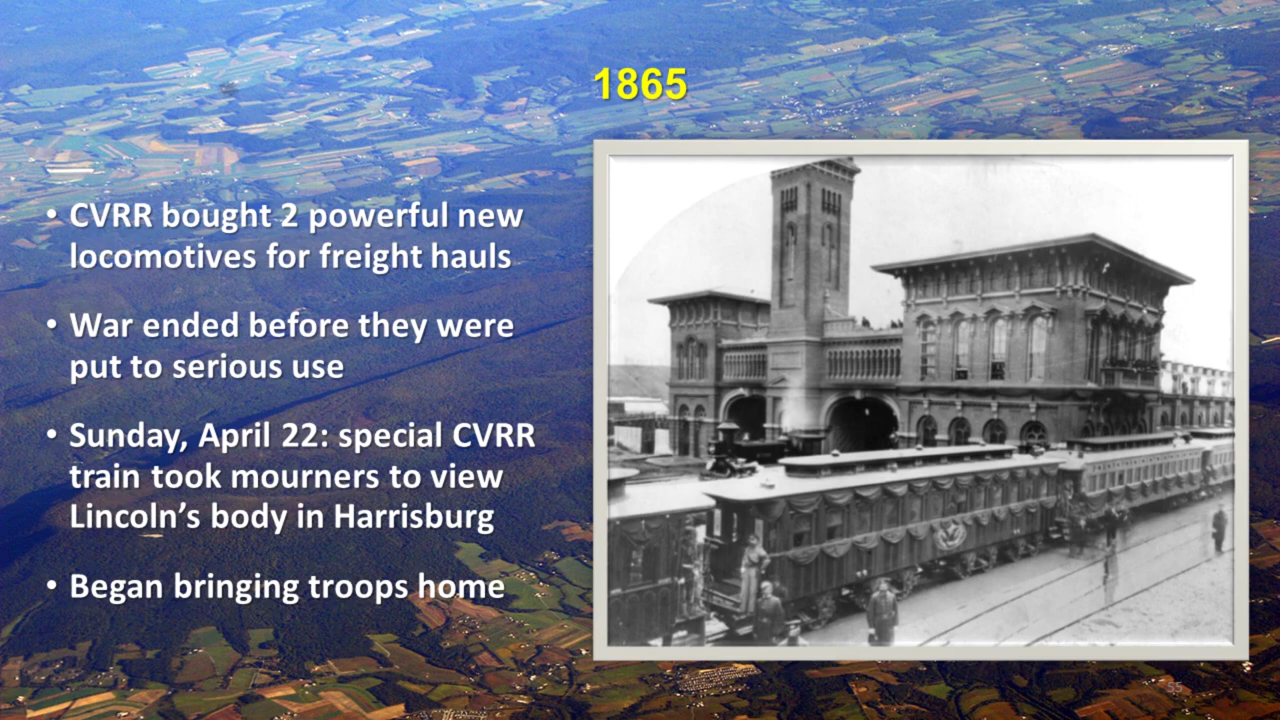 1865
• CVRR bought 2 powerful new
locomotives for freight hauls
• War ended before they were
put to serious use
• Sunday, April 22: special CVRR
train took mourners to view
Lincoln’s body in Harrisburg
• Began bringing troops home
55